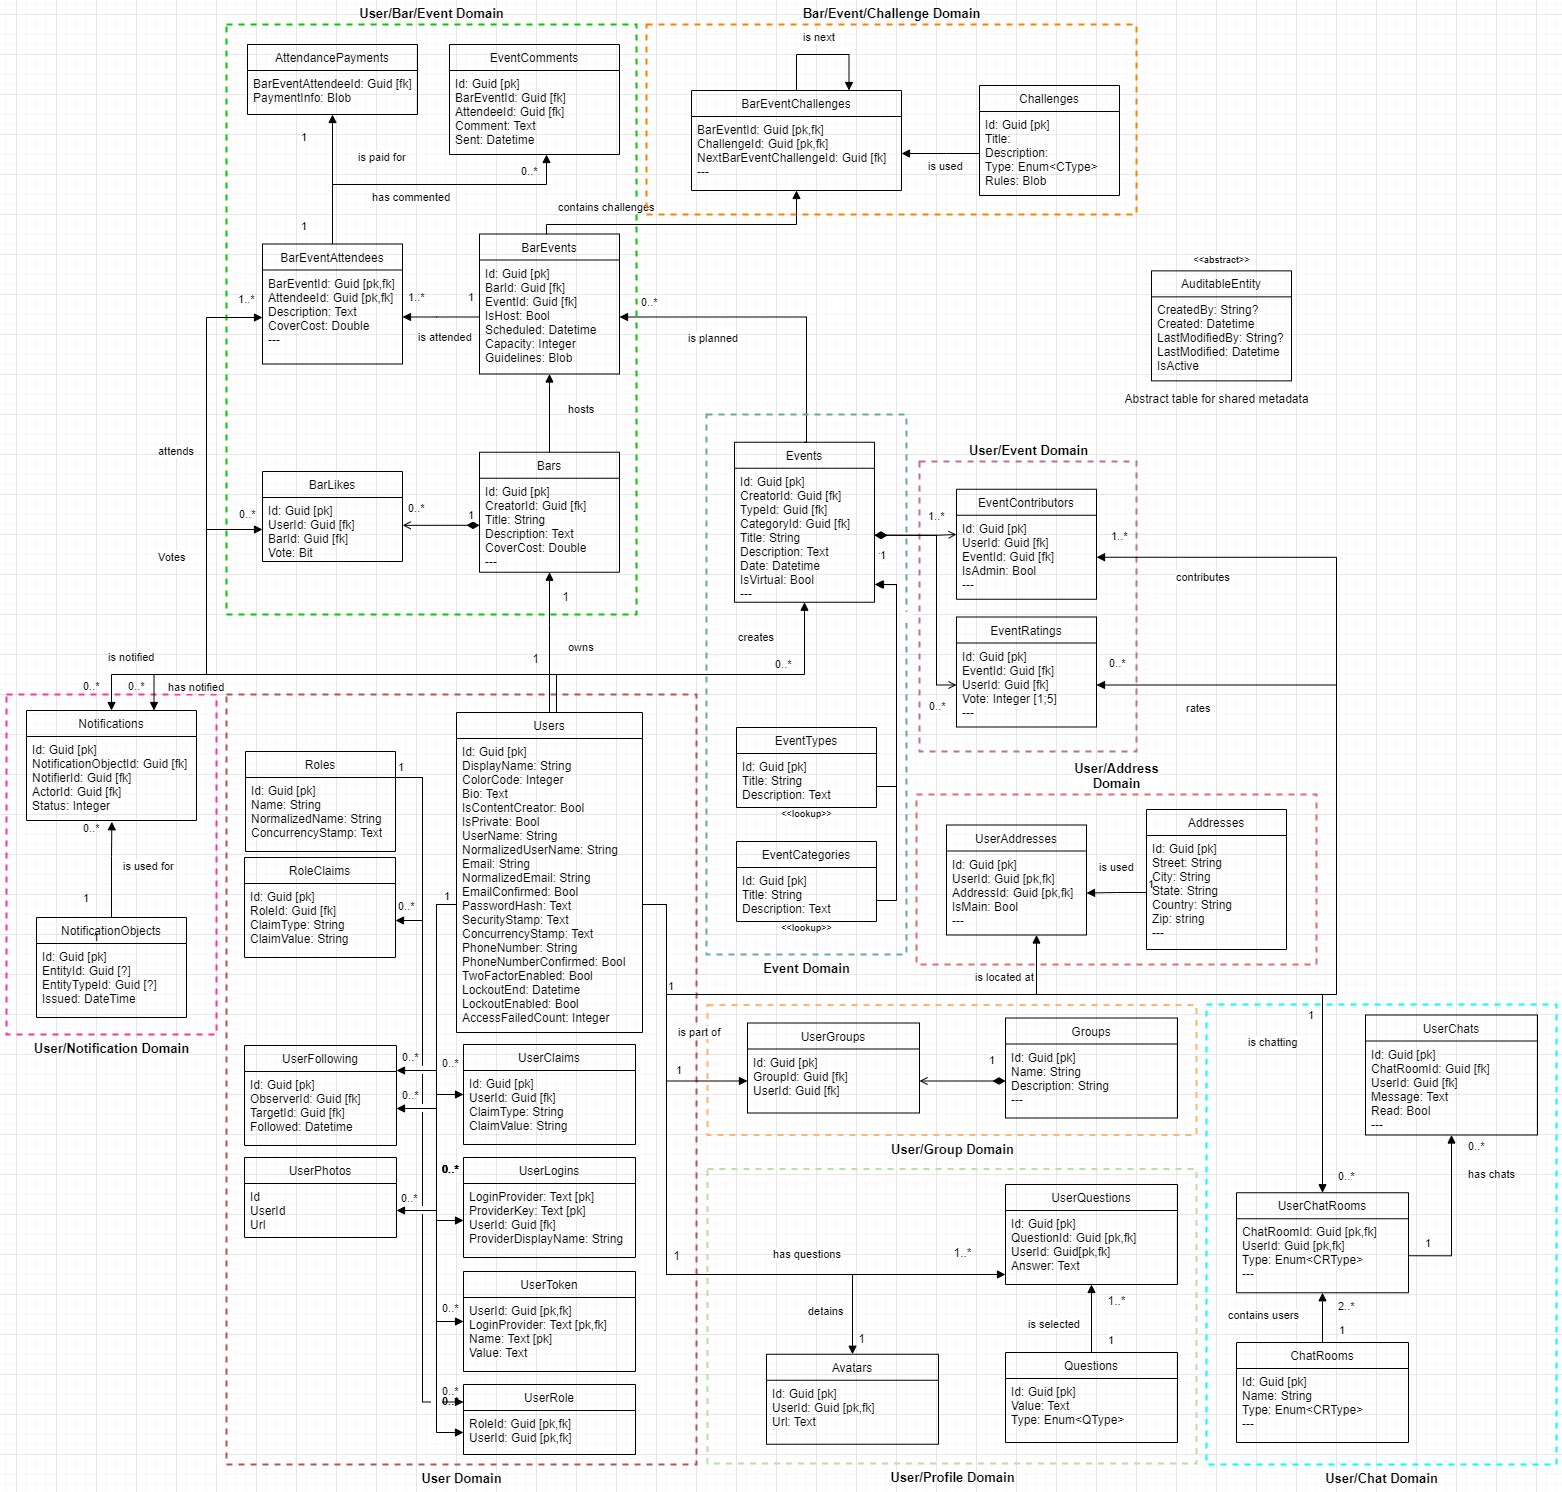 User/Bar/Event Domain
AttendancePayments
BarEventAttendeeId: Guid [fk]
PaymentInfo: Blob
EventComments
Id: Guid [pk]
BarEventId: Guid [fk]
AttendeeId: Guid [fk]
Comment: Text
Sent: Datetime
1
is paid for
0..*
has commented
1
BarEventAttendees
BarEventId: Guid [pk,fk]
AttendeeId: Guid [pk,fk]
Description: Text
CoverCost: Double
---
1..*
1..*
1
is attended
BarEvents
Id: Guid [pk]
BarId: Guid [fk]
EventId: Guid [fk]
IsHost: Bool
Scheduled: Datetime
Capacity: Integer
Guidelines: Blob
contains challenges
0..*
is planned
hosts
attends
BarLikes
Id: Guid [pk]
UserId: Guid [fk]
BarId: Guid [fk]
Vote: Bit
0..*
0..*
1
Bars
Id: Guid [pk]
CreatorId: Guid [fk]
Title: String
Description: Text
CoverCost: Double
---
Votes
1
owns
1
Bar/Event/Challenge Domain
is next
BarEventChallenges
BarEventId: Guid [pk,fk]
ChallengeId: Guid [pk,fk]
NextBarEventChallengeId: Guid [fk]
---
is used
Challenges
Id: Guid [pk]
Title:
Description:
Type: Enum<CType>
Rules: Blob
<<abstract>>
AuditableEntity
CreatedBy: String?
Created: Datetime
LastModifiedBy: String?
LastModified: Datetime
IsActive
Abstract table for shared metadata
Events
Id: Guid [pk]
CreatorId: Guid [fk]
TypeId: Guid [fk]
CategoryId: Guid [fk]
Title: String
Description: Text
Date: Datetime
IsVirtual: Bool
---
1
creates
0..*
EventTypes
Id: Guid [pk]
Title: String
Description: Text
<<lookup>>
EventCategories
Id: Guid [pk]
Title: String
Description: Text
<<lookup>>
Event Domain
User/Event Domain
EventContributors
Id: Guid [pk]
UserId: Guid [fk]
EventId: Guid [fk]
IsAdmin: Bool
---
1..*
1..*
contributes
EventRatings
Id: Guid [pk]
EventId: Guid [fk]
UserId: Guid [fk]
Vote: Integer [1;5]
---
0..*
0..*
rates
User/Address
Domain
UserAddresses
Id: Guid [pk]
UserId: Guid [pk,fk]
AddressId: Guid [pk,fk]
IsMain: Bool
---
is used
1
Addresses
Id: Guid [pk]
Street: String
City: String
State: String
Country: String
Zip: string
---
is located at
is notified
0..*
0..*
has notified
Notifications
Id: Guid [pk]
NotificationObjectId: Guid [fk]
NotifierId: Guid [fk]
ActorId: Guid [fk]
Status: Integer
0..*
is used for
1
NotificationObjects
1
Id: Guid [pk]
EntityId: Guid [?]
EntityTypeId: Guid [?]
Issued: DateTime
User/Notification Domain
Roles
Id: Guid [pk]
Name: String
NormalizedName: String
ConcurrencyStamp: Text
1
RoleClaims
Id: Guid [pk]
RoleId: Guid [fk]
ClaimType: String
ClaimValue: String
0..*
Users
Id: Guid [pk]
DisplayName: String
ColorCode: Integer
Bio: Text
IsContentCreator: Bool
IsPrivate: Bool
UserName: String
NormalizedUserName: String
Email: String
NormalizedEmail: String
EmailConfirmed: Bool
PasswordHash: Text
SecurityStamp: Text
ConcurrencyStamp: Text
PhoneNumber: String
PhoneNumberConfirmed: Bool
TwoFactorEnabled: Bool
LockoutEnd: Datetime
LockoutEnabled: Bool
AccessFailedCount: Integer
1
1
UserFollowing
Id: Guid [pk]
ObserverId: Guid [fk]
TargetId: Guid [fk]
Followed: Datetime
0..*
0..*
UserPhotos
Id
UserId
Url
0..*
UserClaims
Id: Guid [pk]
UserId: Guid [fk]
ClaimType: String
ClaimValue: String
0..*
UserLogins
LoginProvider: Text [pk]
ProviderKey: Text [pk]
UserId: Guid [fk]
ProviderDisplayName: String
0..*
UserToken
UserId: Guid [pk,fk]
LoginProvider: Text [pk,fk]
Name: Text [pk]
Value: Text
0..*
UserRole
RoleId: Guid [pk,fk]
UserId: Guid [pk,fk]
0..*
0..*
User Domain
is part of
1
UserGroups
Id: Guid [pk]
GroupId: Guid [fk]
UserId: Guid [fk]
1
Groups
Id: Guid [pk]
Name: String
Description: String
---
User/Group Domain
UserQuestions
Id: Guid [pk]
QuestionId: Guid [pk,fk]
UserId: Guid[pk,fk]
Answer: Text
1
has questions
1..*
detains
1
1..*
is selected
1
Avatars
Id: Guid [pk]
UserId: Guid [pk,fk]
Url: Text
Questions
Id: Guid [pk]
Value: Text
Type: Enum<QType>
User/Profile Domain
1
is chatting
UserChats
Id: Guid [pk]
ChatRoomId: Guid [fk]
UserId: Guid [fk]
Message: Text
Read: Bool
---
0..*
has chats
0..*
UserChatRooms
ChatRoomId: Guid [pk,fk]
UserId: Guid [pk,fk]
Type: Enum<CRType>
---
1
2..*
contains users
1
ChatRooms
Id: Guid [pk]
Name: String
Type: Enum<CRType>
---
User/Chat Domain